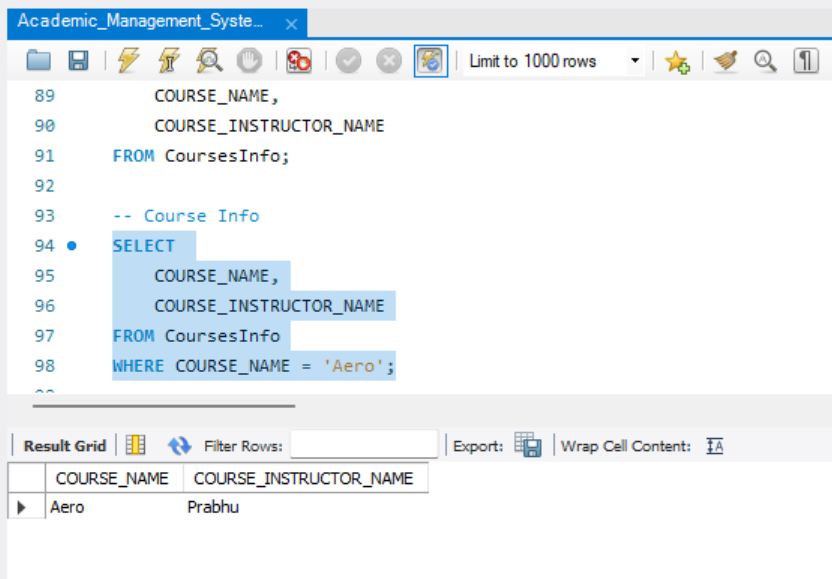 Academic_Management_Syste...
Limit to 1000 rows
89 COURSE_NAME,
90 COURSE_INSTRUCTOR_NAME
91 FROM CoursesInfo;
92
93 -- Course Info
94 SELECT
95 COURSE_NAME,
96 COURSE_INSTRUCTOR_NAME
97 FROM CoursesInfo
98 WHERE COURSE_NAME = 'Aero';
Result Grid Filter Rows: Export: Wrap Cell Content:
COURSE_NAME COURSE_INSTRUCTOR_NAME
Aero Prabhu